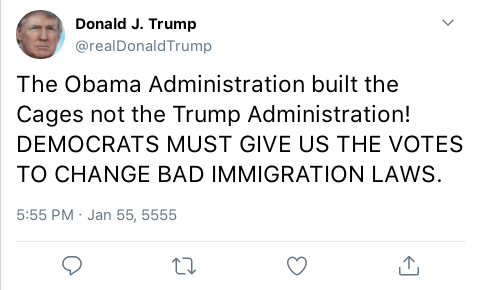 Donald J. Trump
@realDonaldTrump
The Obama Administration built the
Cages not the Trump Administration!
DEMOCRATS MUST GIVE US THE VOTES
TO CHANGE BAD IMMIGRATION LAWS.
5:55 PM · Jan 55, 5555